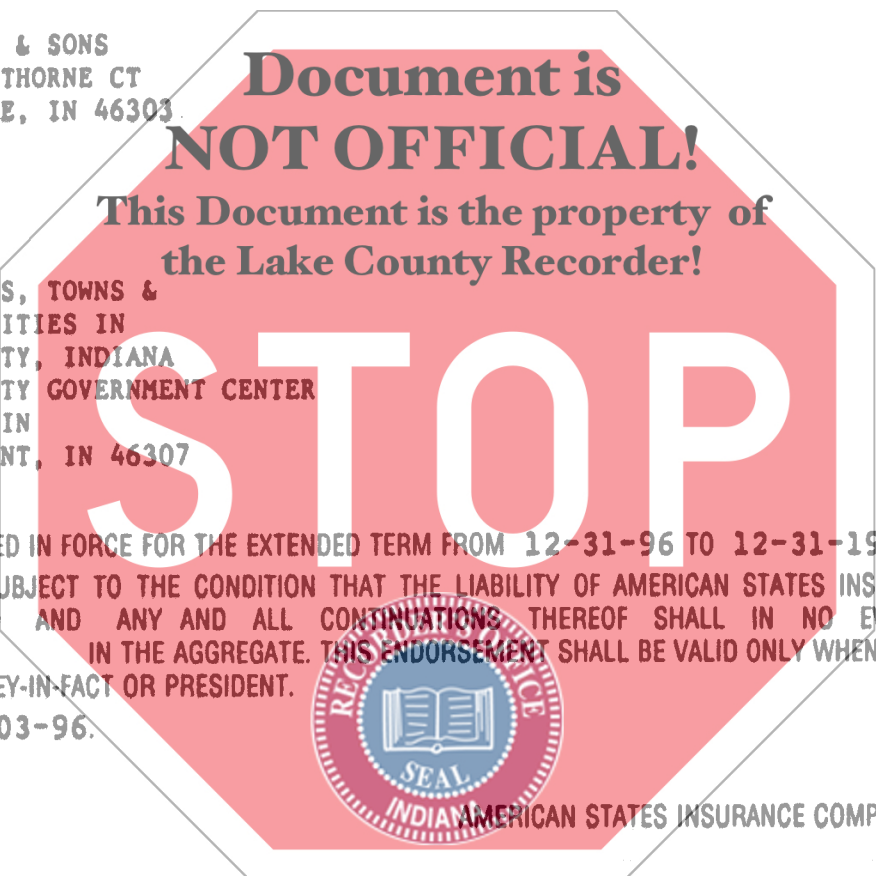 & SONS
THORNE CT
E, IN 46303
Document is
NOT OFFICIAL!
This Document is the property of
the Lake County Recorder!
S, TOWNS &
ITIES IN
TY, INDIANA
TY GOVERNMENT CENTER
IN
NT, IN 46307
STOP
ED IN FORCE FOR THE EXTENDED TERM FROM 12-31-96 TO 12-31-19
UBJECT TO THE CONDITION THAT THE LIABILITY OF AMERICAN STATES INS
AND ANY AND ALL CONTINUATIONS THEREOF SHALL IN NO E
IN THE AGGREGATE. THIS ENDORSEMENT SHALL BE VALID ONLY WHEN
EY-IN-FACT OR PRESIDENT.
03-96.
RECORDER'S OFFICE
SEAL
INDIANA
AMERICAN STATES INSURANCE COMP